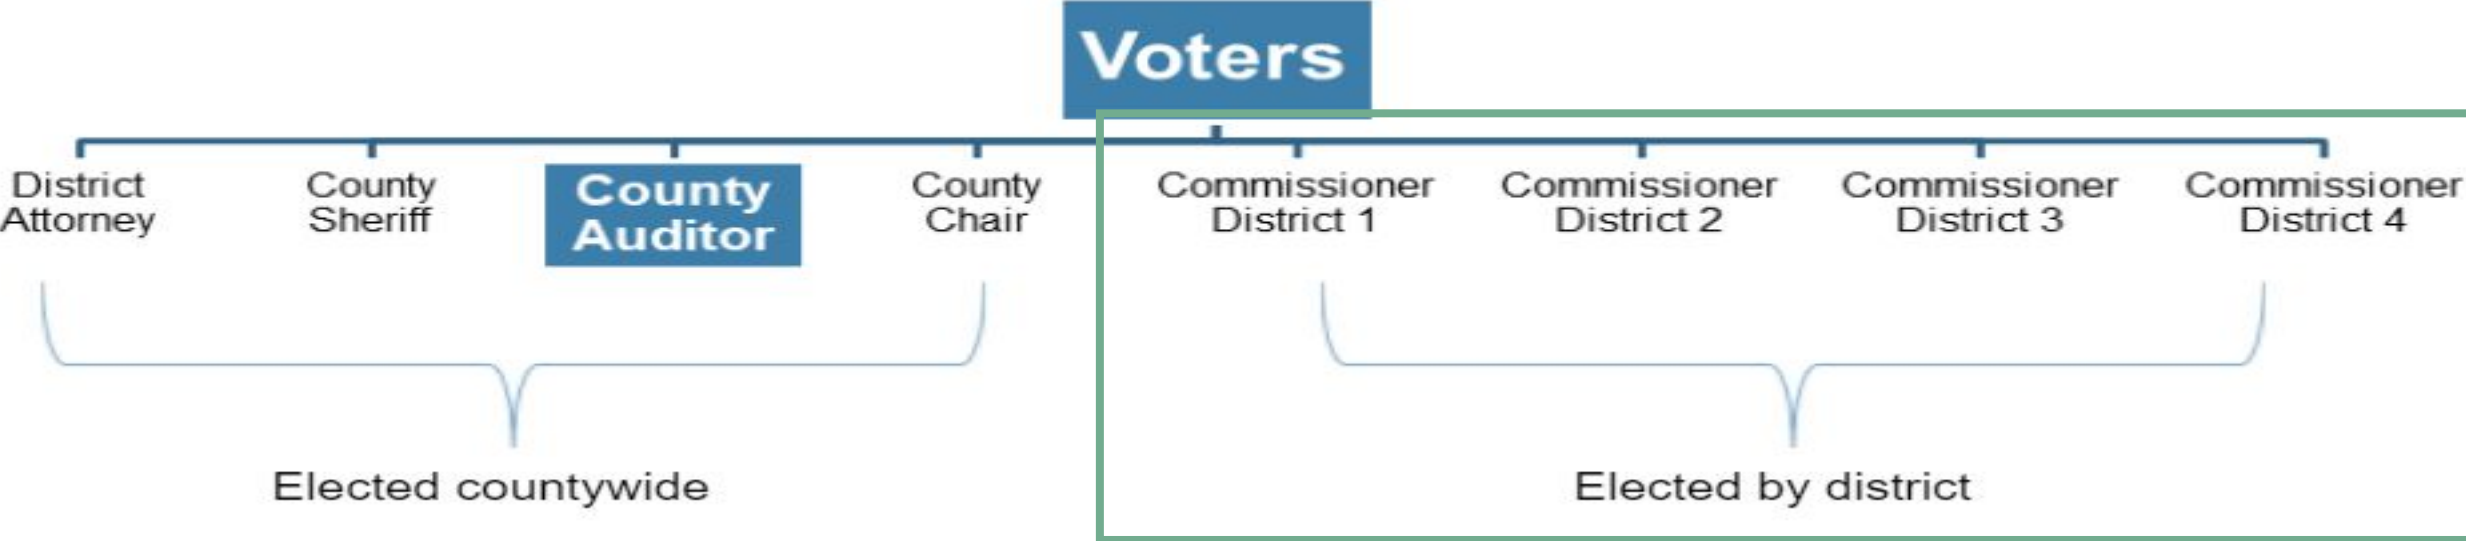 Voters
District
Attorney
County
Sheriff
County
Auditor
County
Chair
Commissioner
District 1
Commissioner
District 2
Commissioner
District 3
Commissioner
District 4
Elected countywide
Elected by district